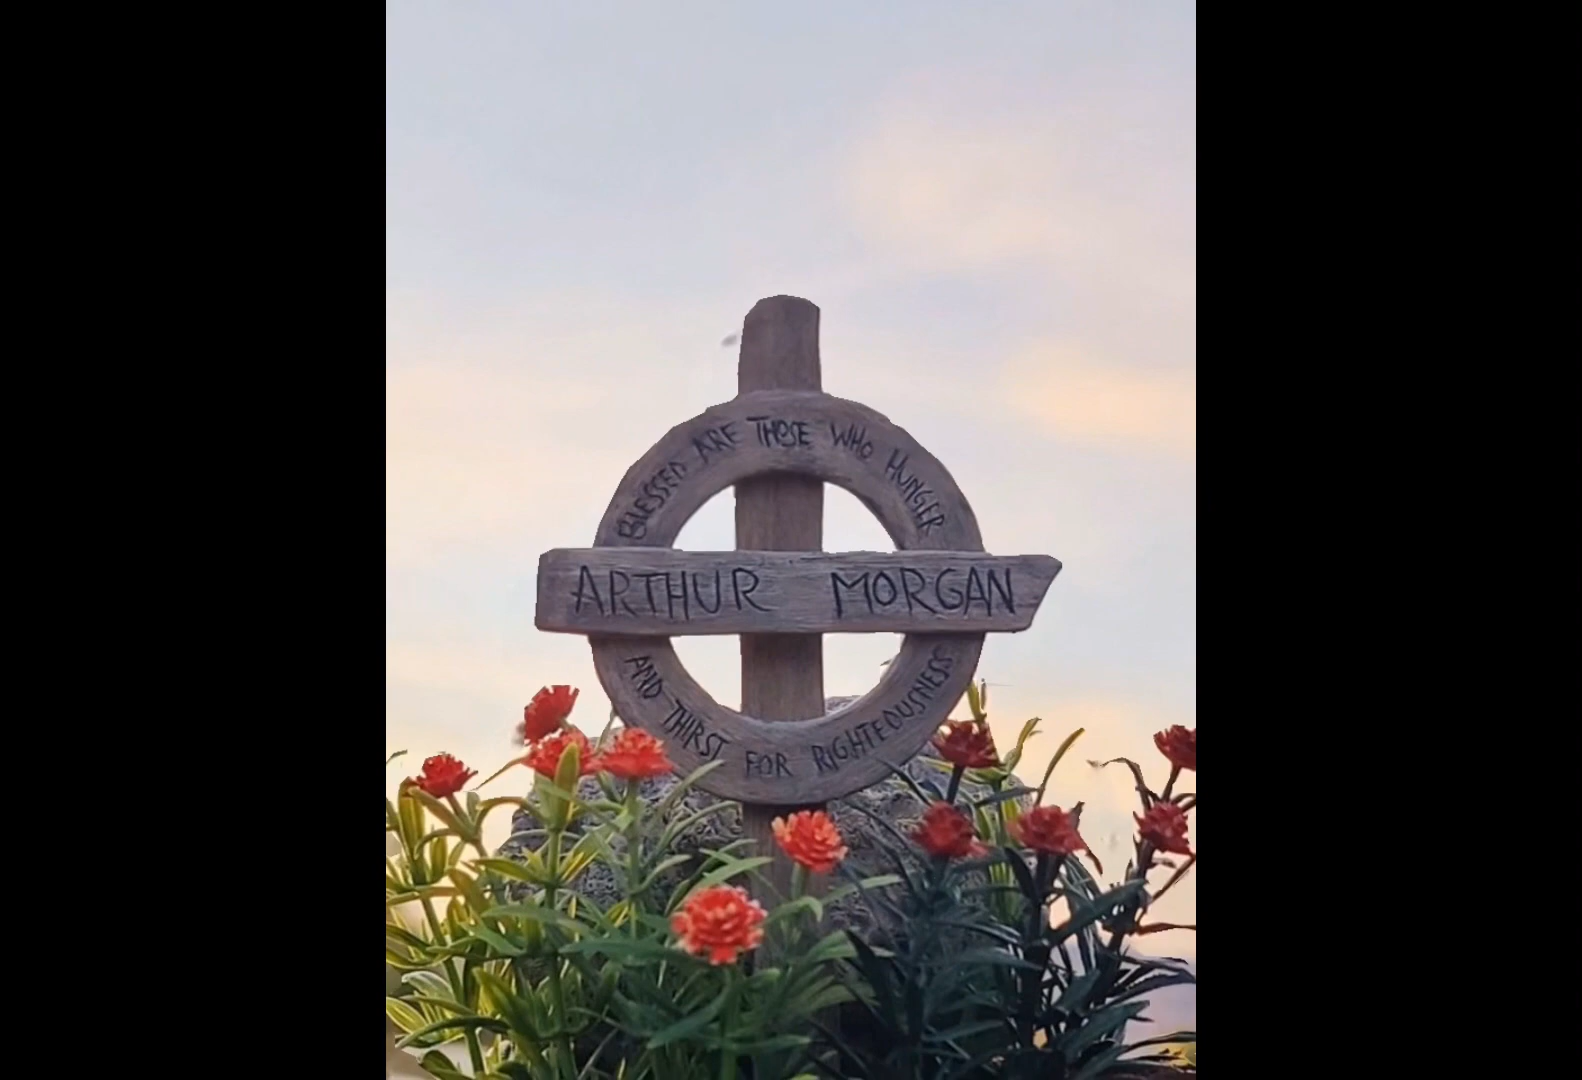 BLESSED ARE THOSE WHO HUNGER
ARTHUR MORGAN
AND THIRST FOR RIGHTEOUSNESS